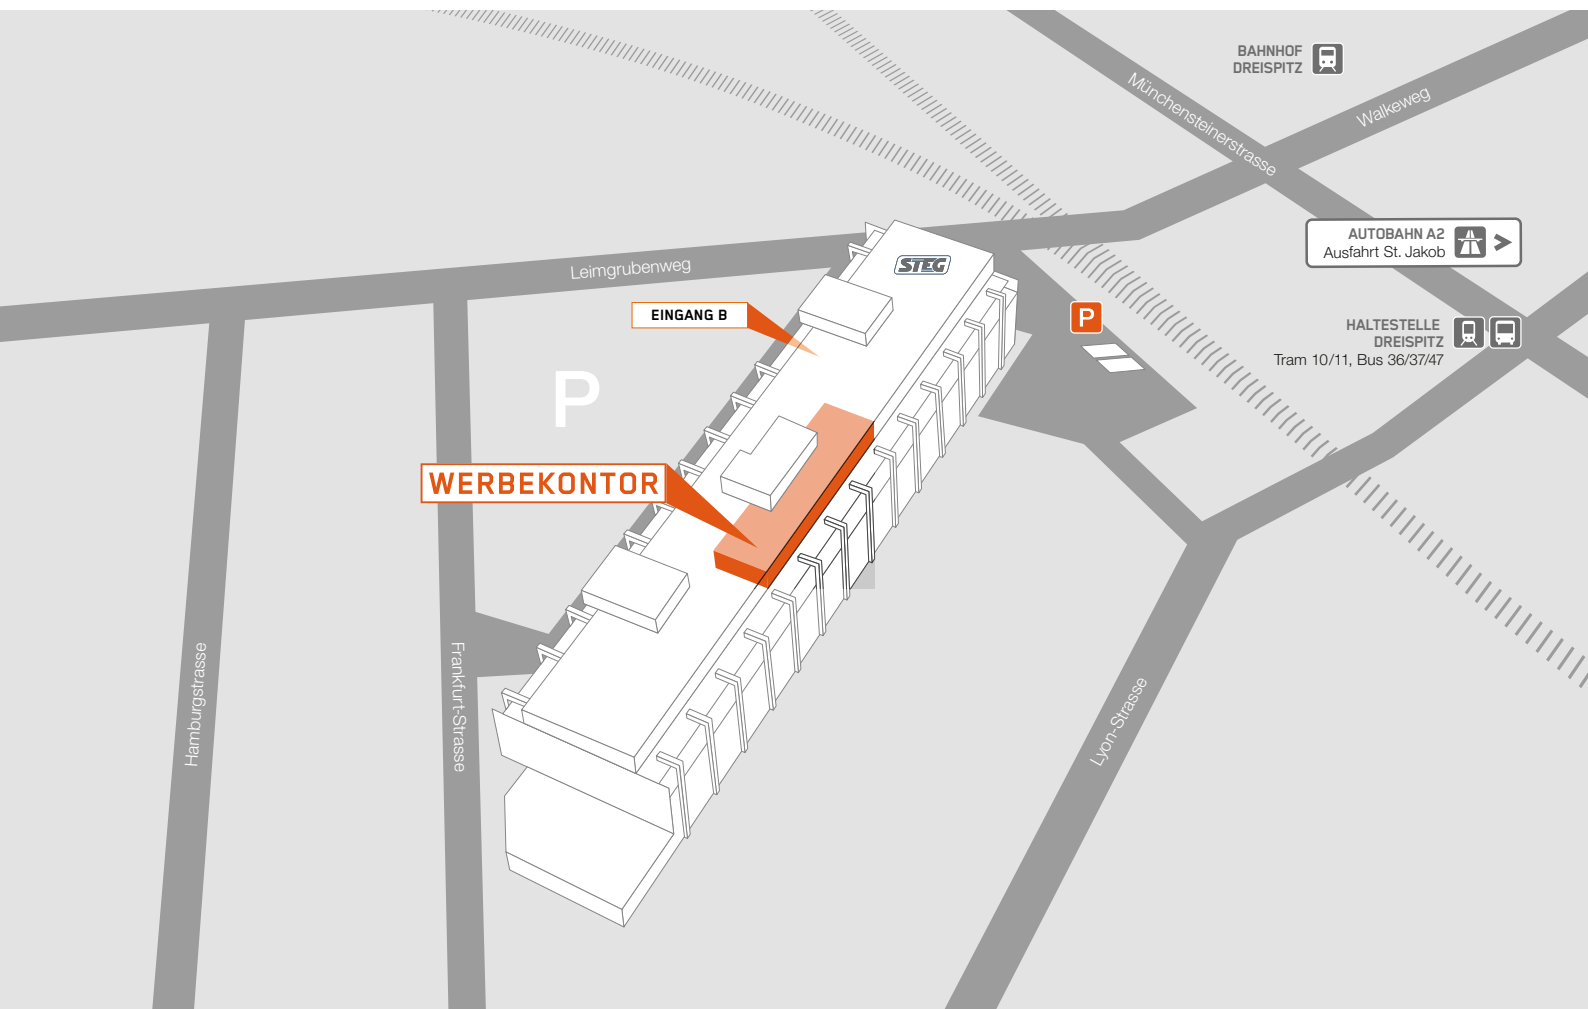 BAHNHOF
DREISPITZ
Münchensteinerstrasse
Walkeweg
AUTOBAHN A2
Ausfahrt St. Jakob
STEG
Leimgrubenweg
EINGANG B
P
HALTESTELLE
DREISPITZ
Tram 10/11, Bus 36/37/47
P
WERBEKONTOR
Hamburgstrasse
Frankfurt-Strasse
Lyon-Strasse